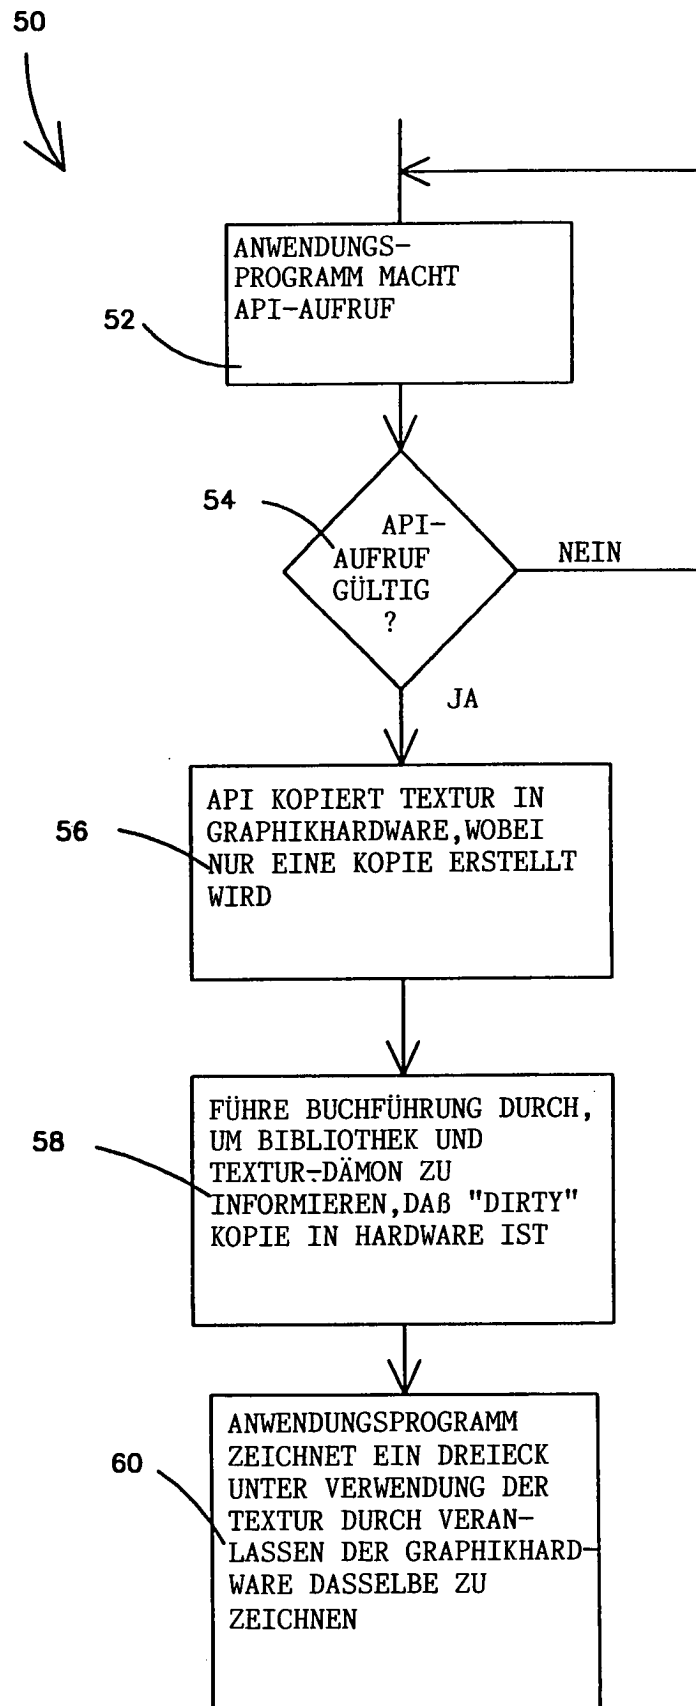 50
ANWENDUNGS-
PROGRAMM MACHT
API-AUFRUF
52
54
API-
AUFRUF
GÜLTIG
?
NEIN
JA
56
API KOPIERT TEXTUR IN
GRAPHIKHARDWARE,WOBEI
NUR EINE KOPIE ERSTELLT
WIRD
58
FÜHRE BUCHFÜHRUNG DURCH,
UM BIBLIOTHEK UND
TEXTUR-DÄMON ZU
INFORMIEREN,DAß "DIRTY"
KOPIE IN HARDWARE IST
60
ANWENDUNGSPROGRAMM
ZEICHNET EIN DREIECK
UNTER VERWENDUNG DER
TEXTUR DURCH VERAN-
LASSEN DER GRAPHIKHARD-
WARE DASSELBE ZU
ZEICHNEN